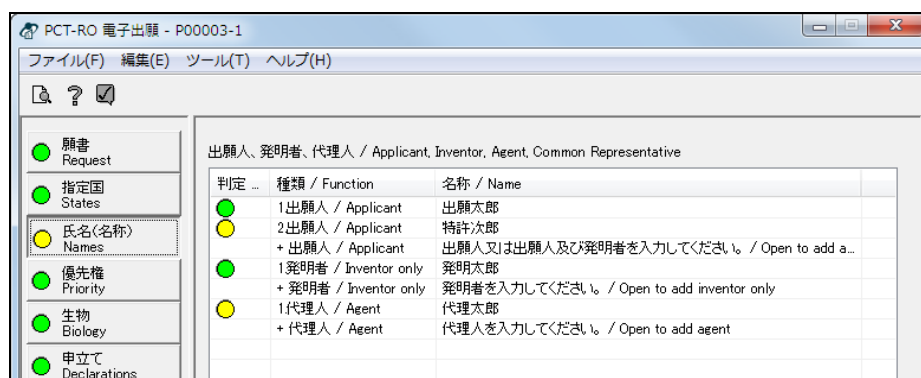 PCT-RO 電子出願 - P00003-1
ファイル(F) 編集(E) ツール(T) ヘルプ(H)
願書
Request
指定国
States
氏名(名称)
Names
優先権
Priority
生物
Biology
申立て
Declarations
出願人、発明者、代理人 / Applicant, Inventor, Agent, Common Representative
判定 ... 種類 / Function 名称 / Name
1出願人 / Applicant 出願太郎
2出願人 / Applicant 特許次郎
+ 出願人 / Applicant 出願人又は出願人及び発明者を入力してください。 / Open to add a...
1発明者 / Inventor only 発明太郎
+ 発明者 / Inventor only 発明者を入力してください。 / Open to add inventor only
1代理人 / Agent 代理太郎
+ 代理人 / Agent 代理人を入力してください。 / Open to add agent